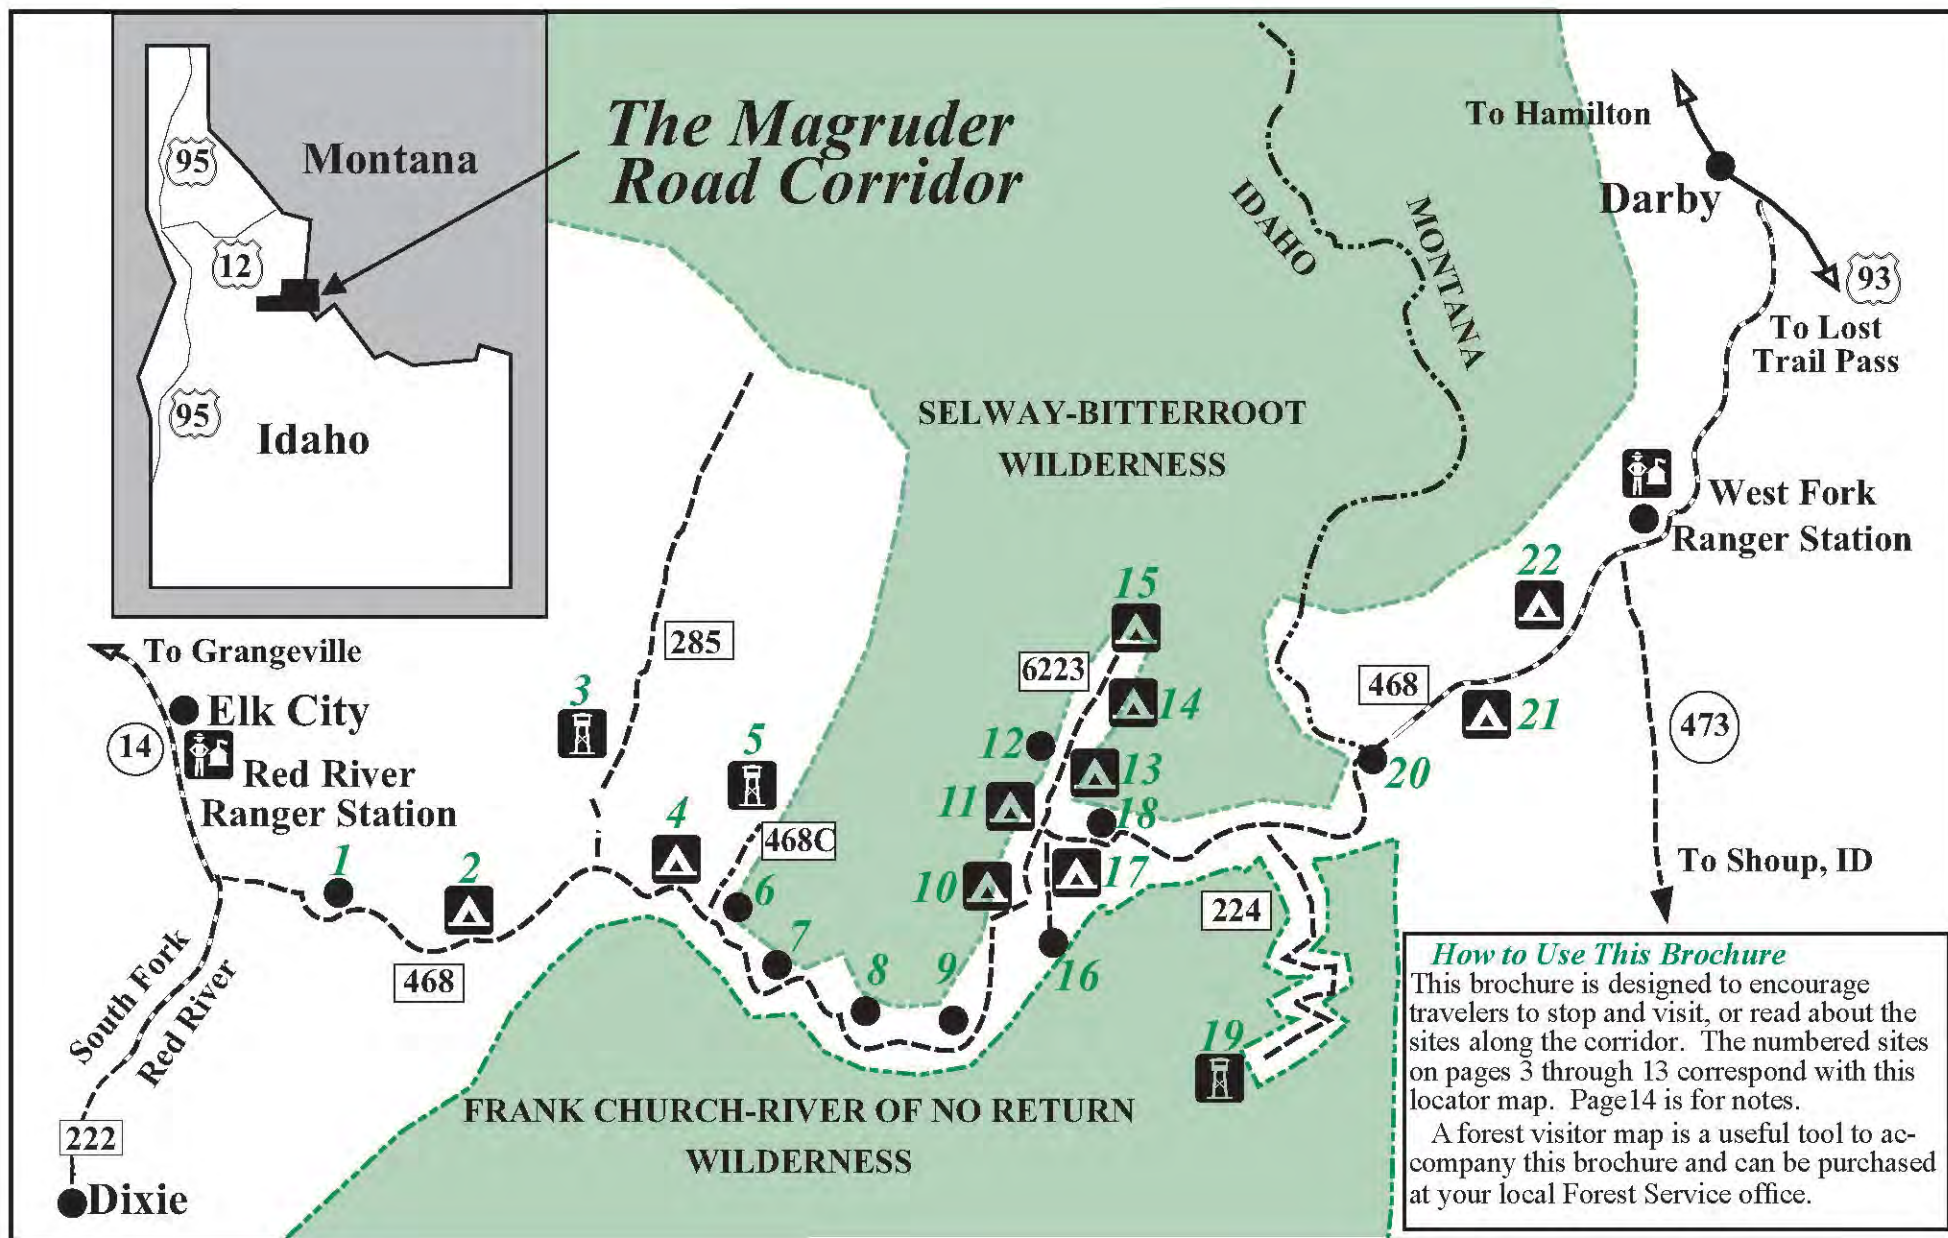 The Magruder
Road Corridor
95
Montana
12
95
Idaho
To Hamilton
Darby
93
To Lost
Trail Pass
IDAHO
MONTANA
SELWAY-BITTERROOT
WILDERNESS
West Fork
Ranger Station
22
15
285
6223
468
21
14
473
To Grangeville
Elk City
14
Red River
Ranger Station
3
5
12
13
20
11
18
4
468C
1
2
6
10
17
To Shoup, ID
224
7
8
9
16
468
South Fork
Red River
19
222
Dixie
FRANK CHURCH-RIVER OF NO RETURN
WILDERNESS
How to Use This Brochure
This brochure is designed to encourage
travelers to stop and visit, or read about the
sites along the corridor. The numbered sites
on pages 3 through 13 correspond with this
locator map. Page14 is for notes.
A forest visitor map is a useful tool to ac-
company this brochure and can be purchased
at your local Forest Service office.